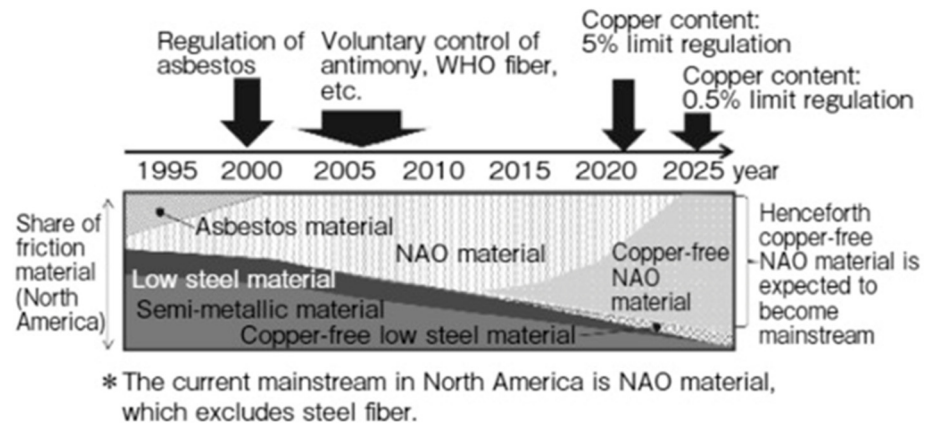 Regulation of
asbestos
Voluntary control of
antimony, WHO fiber,
etc.
Copper content:
5% limit regulation
Copper content:
0.5% limit regulation
1995 2000 2005 2010 2015 2020 2025 year
Share of
friction
material
(North
America)
Asbestos material
NAO material
Low steel material
Semi-metallic material
Copper-free low steel material
Copper-free
NAO
material
Henceforth
copper-free
NAO material is
expected to
become
mainstream
* The current mainstream in North America is NAO material,
which excludes steel fiber.